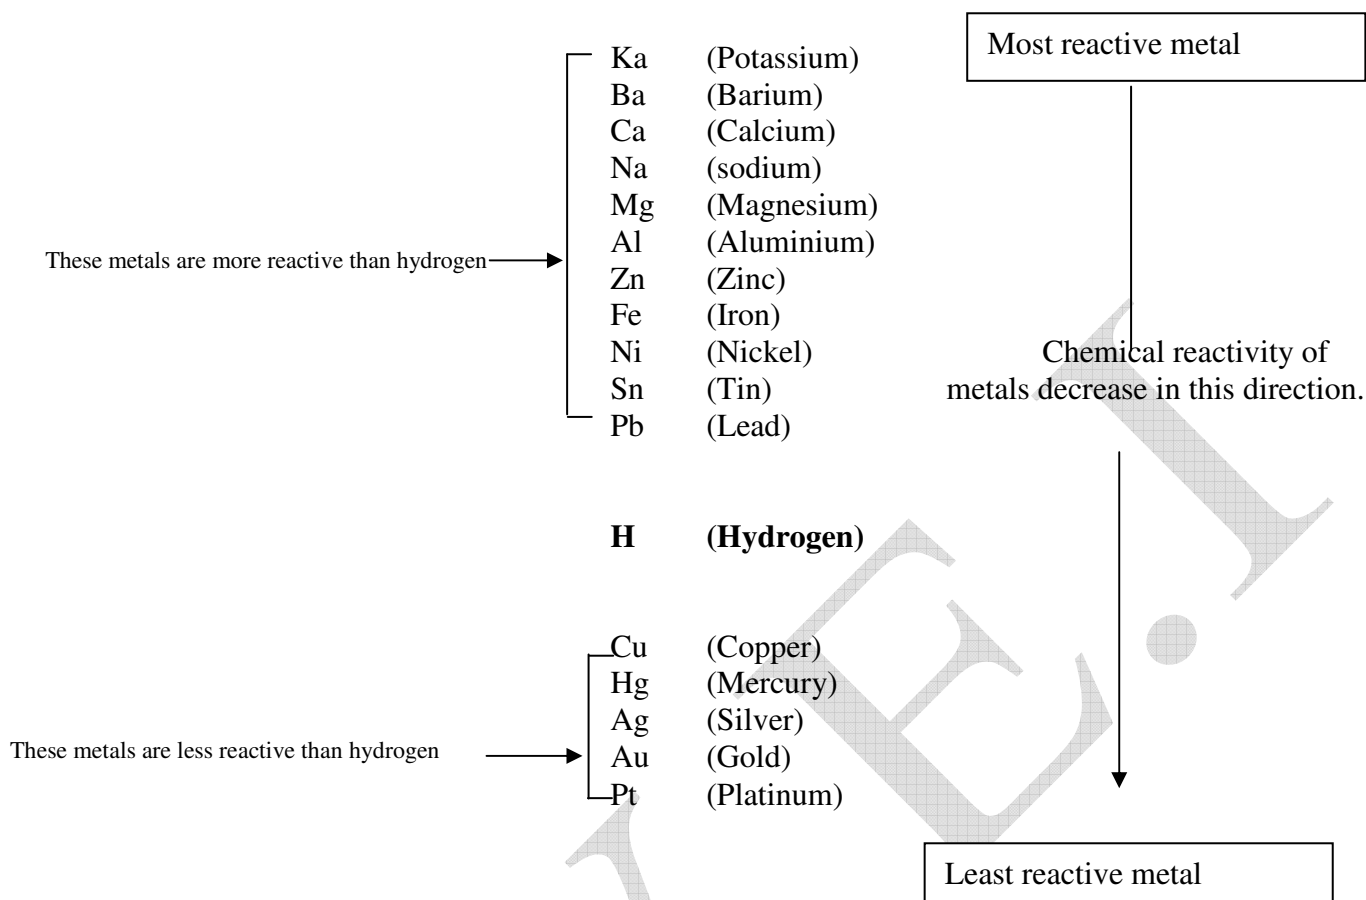 Most reactive metal
Ka (Potassium)
Ba (Barium)
Ca (Calcium)
Na (sodium)
Mg (Magnesium)
Al (Aluminium)
These metals are more reactive than hydrogen
Zn (Zinc)
Fe (Iron)
Ni (Nickel)
Chemical reactivity of
Sn (Tin)
metals decrease in this direction.
Pb (Lead)
H (Hydrogen)
Cu (Copper)
Hg (Mercury)
Ag (Silver)
These metals are less reactive than hydrogen
Au (Gold)
Pt (Platinum)
Least reactive metal
E.I